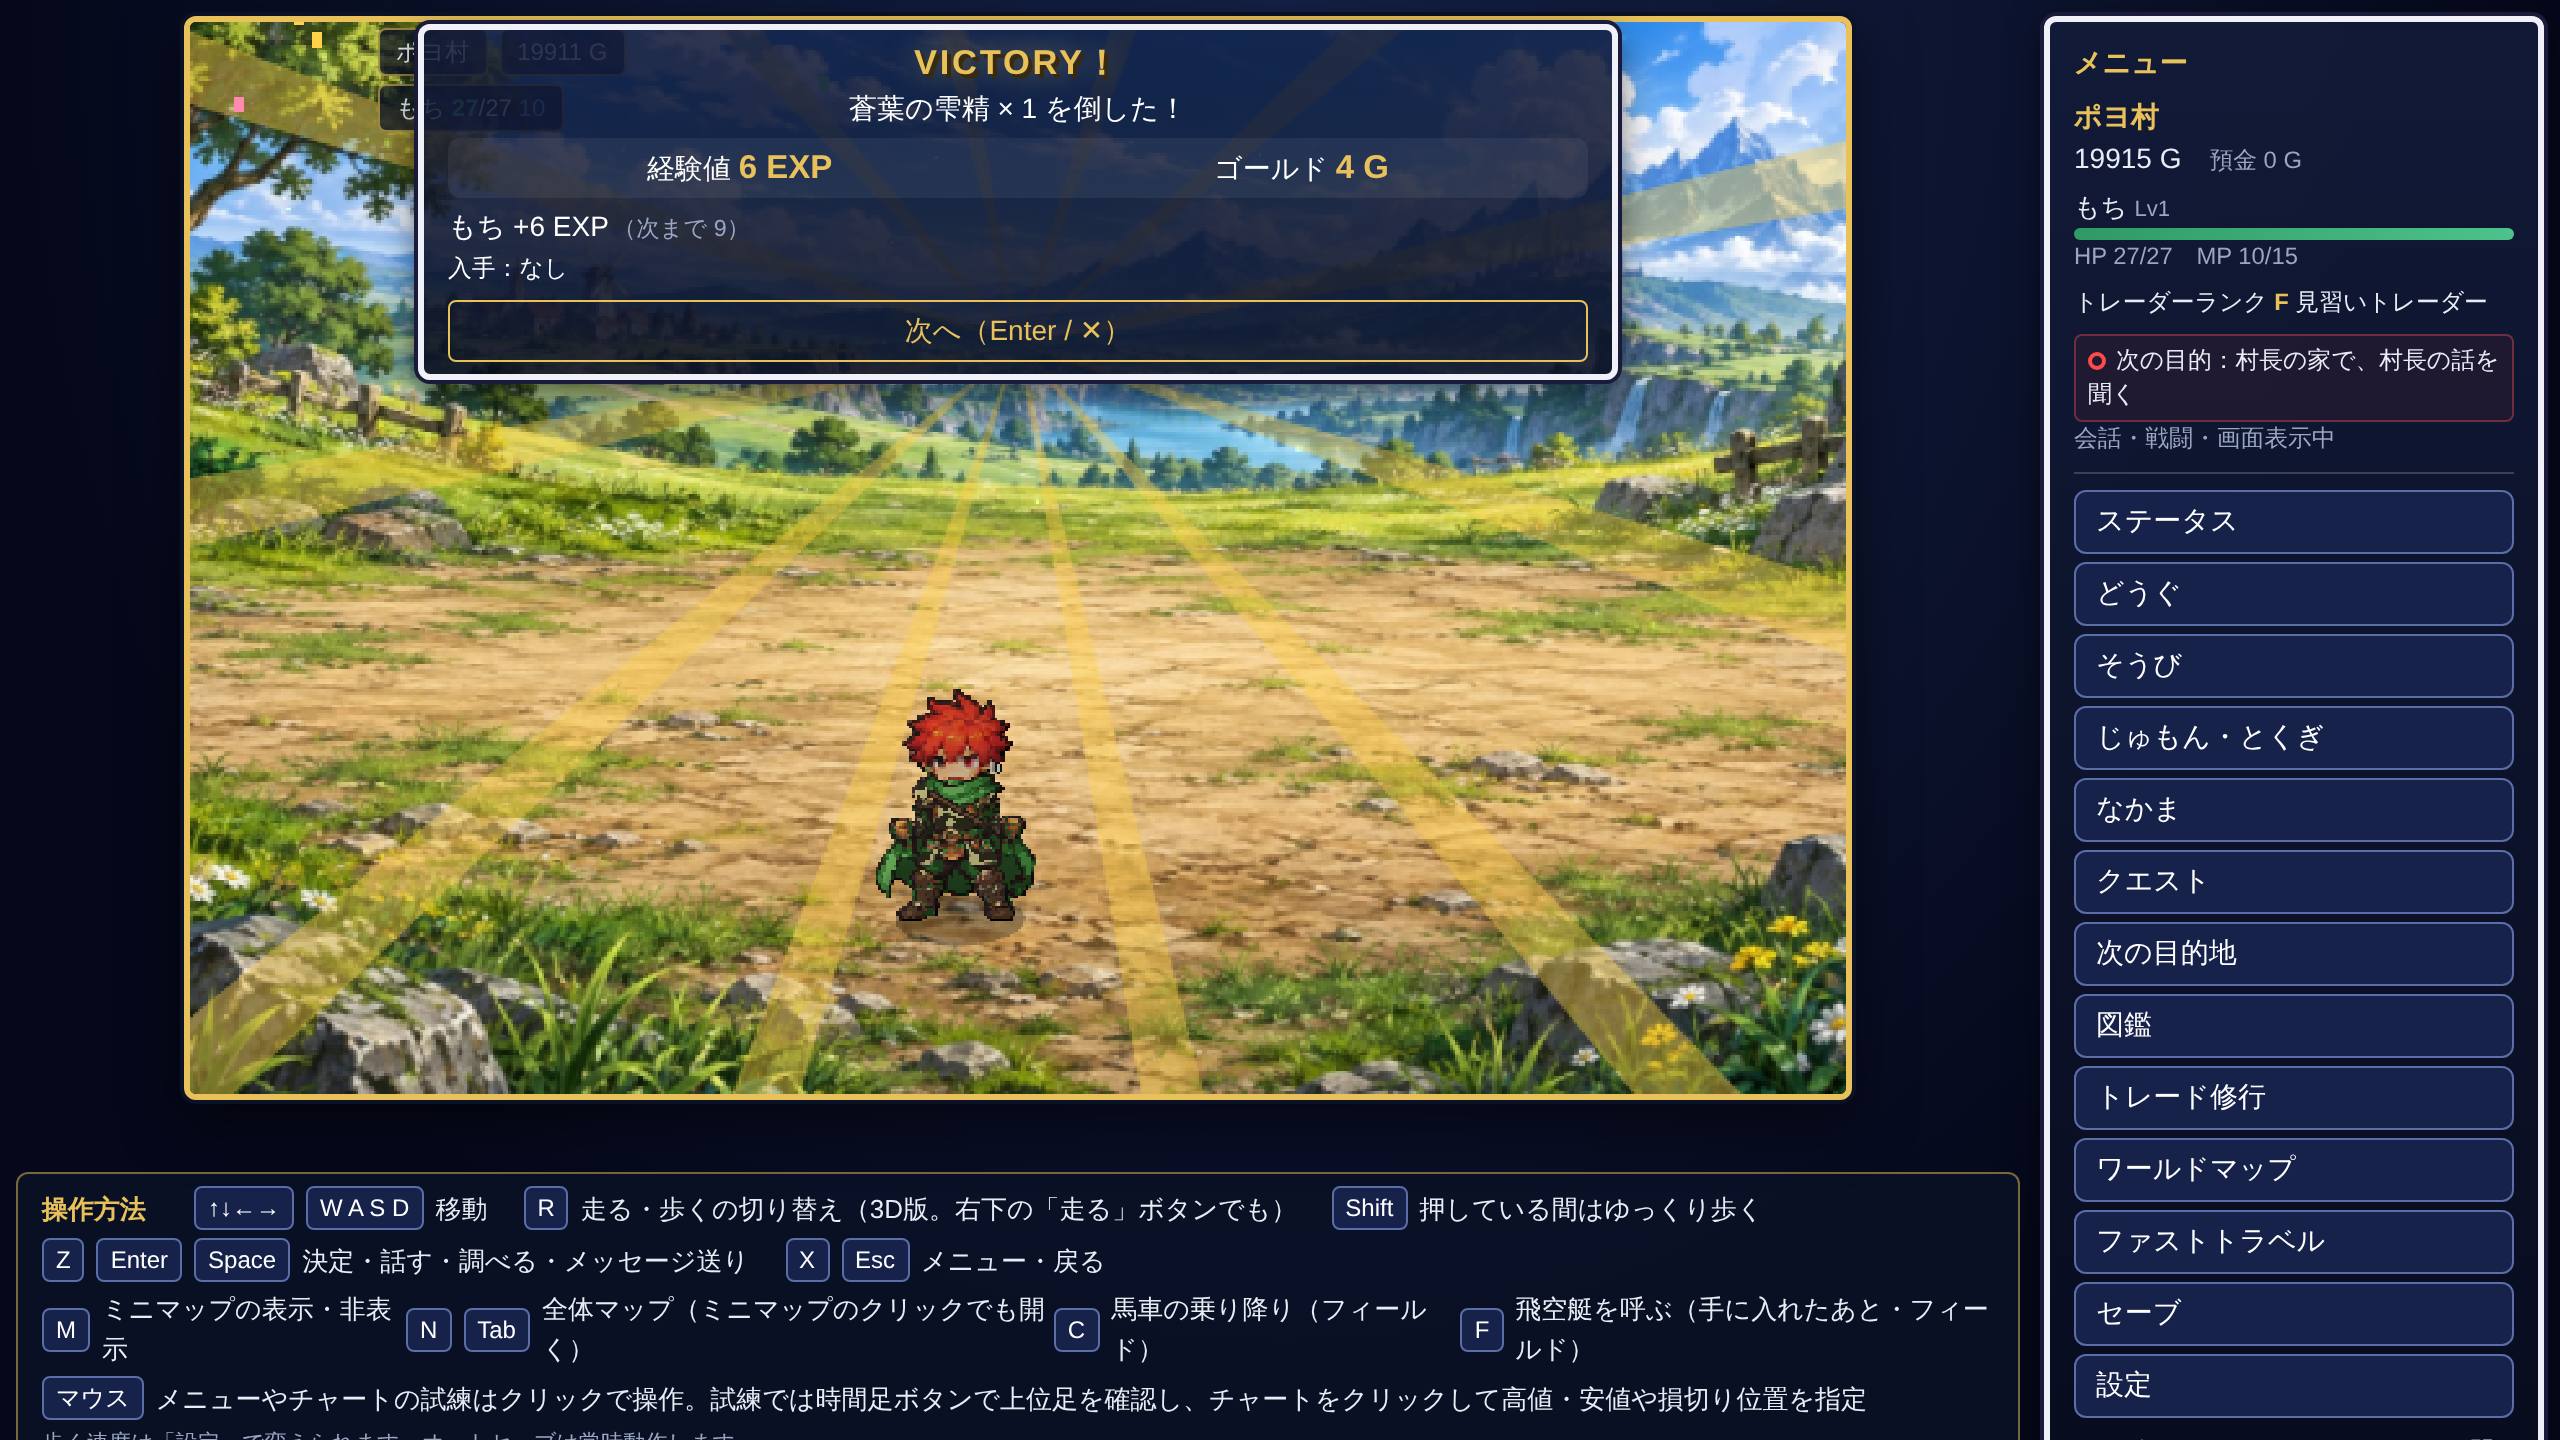 ポヨ村 19911 G
もち 27/27 10
VICTORY！
蒼葉の雫精 × 1 を倒した！
経験値 6 EXP ゴールド 4 G
もち +6 EXP（次まで 9）
入手：なし
次へ（Enter / ✕）
メニュー
ポヨ村
19915 G 預金 0 G
もち Lv1
HP 27/27 MP 10/15
トレーダーランク F 見習いトレーダー
次の目的：村長の家で、村長の話を
聞く
会話・戦闘・画面表示中
ステータス
どうぐ
そうび
じゅもん・とくぎ
なかま
クエスト
次の目的地
図鑑
トレード修行
ワールドマップ
ファストトラベル
セーブ
設定
操作方法 ↑↓←→ W A S D 移動 R 走る・歩くの切り替え（3D版。右下の「走る」ボタンでも） Shift 押している間はゆっくり歩く
Z Enter Space 決定・話す・調べる・メッセージ送り X Esc メニュー・戻る
M ミニマップの表示・非表示 N Tab 全体マップ（ミニマップのクリックでも開く） C 馬車の乗り降り（フィールド） F 飛空艇を呼ぶ（手に入れたあと・フィールド）
マウス メニューやチャートの試練はクリックで操作。試練では時間足ボタンで上位足を確認し、チャートをクリックして高値・安値や損切り位置を指定